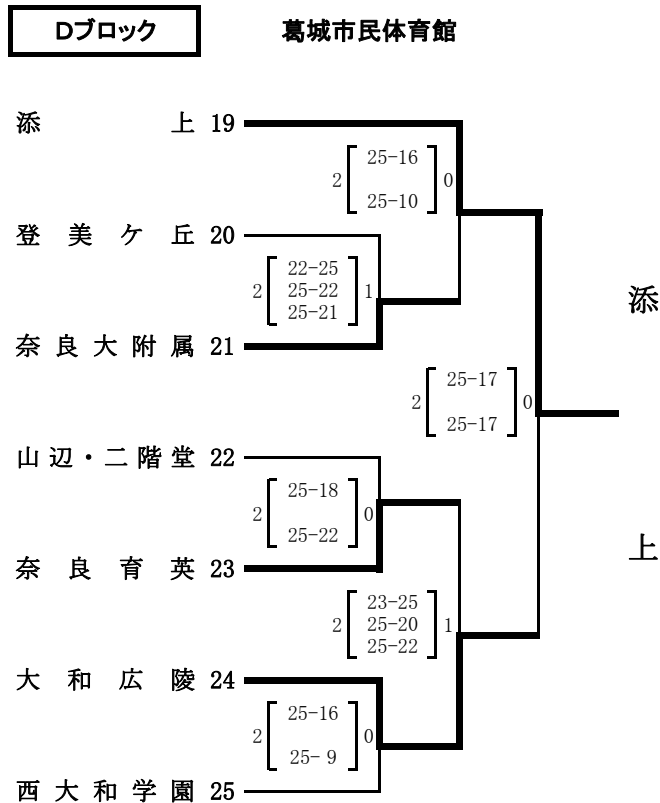 Dブロック 葛城市民体育館
添上 19
25-16
2 0
25-10
登美ケ丘 20
22-25
2 25-22 1
25-21
奈良大附属 21
添上
25-17
2 0
25-17
山辺・二階堂 22
25-18
2 0
25-22
奈良育英 23
23-25
2 25-20 1
25-22
大和広陵 24
25-16
2 0
25- 9
西大和学園 25